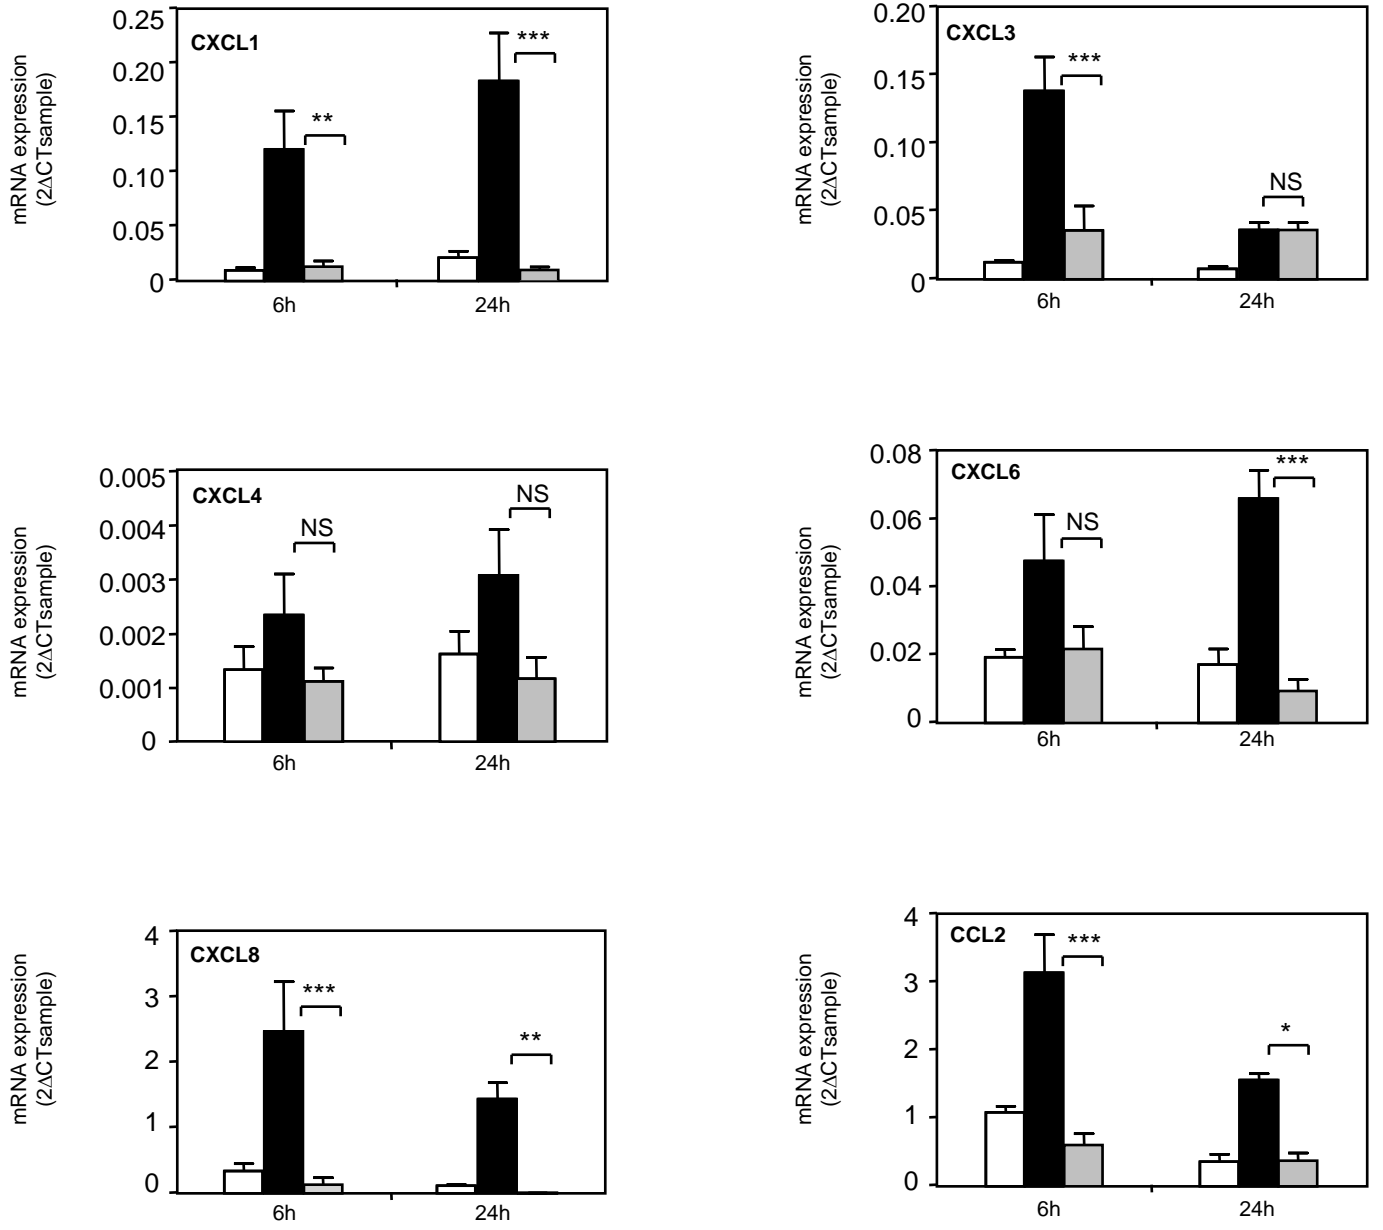 CXCL1
mRNA expression
(2ΔCTsample)
0.25
0.20
0.15
0.10
0.05
0
**
***
6h
24h
CXCL3
mRNA expression
(2ΔCTsample)
0.20
0.15
0.10
0.05
0
***
NS
6h
24h
CXCL4
mRNA expression
(2ΔCTsample)
0.005
0.004
0.003
0.002
0.001
0
NS
NS
6h
24h
CXCL6
mRNA expression
(2ΔCTsample)
0.08
0.06
0.04
0.02
0
NS
***
6h
24h
CXCL8
mRNA expression
(2ΔCTsample)
4
3
2
1
0
***
**
6h
24h
CCL2
mRNA expression
(2ΔCTsample)
4
3
2
1
0
***
*
6h
24h